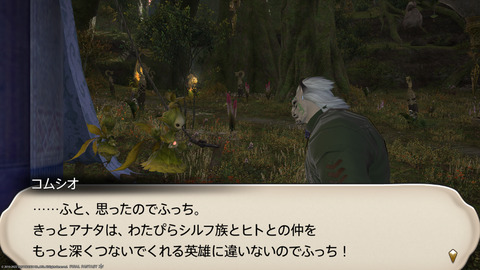 コムシオ
……ふと、思ったのでふっち。
きっとアナタは、わたぴらシルフ族とヒトとの仲を
もっと深くつないでくれる英雄に違いないのでふっち！
FINAL FANTASY XIV